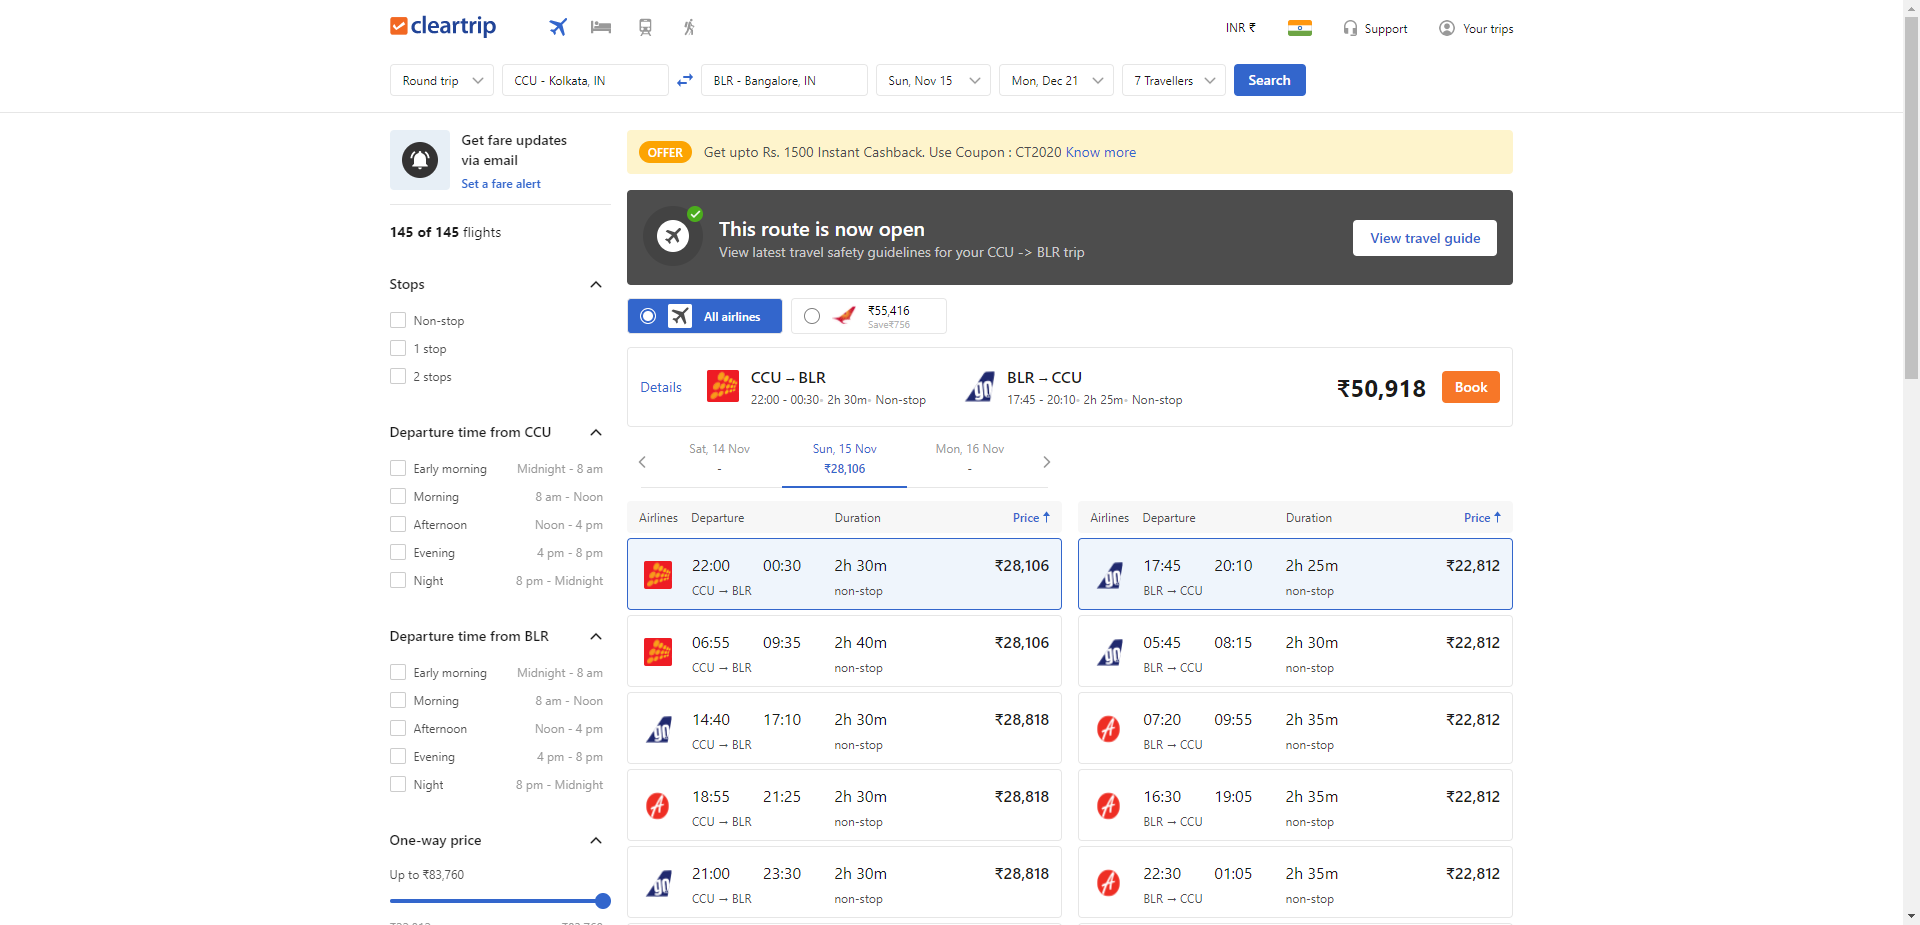 cleartrip
INR ₹
Support
Your trips
Round trip
CCU - Kolkata, IN
BLR - Bangalore, IN
Sun, Nov 15
Mon, Dec 21
7 Travellers
Search
Get fare updates
via email
Set a fare alert
145 of 145 flights
Stops
Non-stop
1 stop
2 stops
Departure time from CCU
Early morning Midnight - 8 am
Morning 8 am - Noon
Afternoon Noon - 4 pm
Evening 4 pm - 8 pm
Night 8 pm - Midnight
Departure time from BLR
Early morning Midnight - 8 am
Morning 8 am - Noon
Afternoon Noon - 4 pm
Evening 4 pm - 8 pm
Night 8 pm - Midnight
One-way price
Up to ₹83,760
OFFER Get upto Rs. 1500 Instant Cashback. Use Coupon : CT2020 Know more
This route is now open
View latest travel safety guidelines for your CCU -> BLR trip
View travel guide
All airlines
₹55,416
Save₹756
Details
CCU → BLR
22:00 - 00:30• 2h 30m• Non-stop
go
BLR → CCU
17:45 - 20:10• 2h 25m• Non-stop
₹50,918
Book
Sat, 14 Nov
-
Sun, 15 Nov
₹28,106
Mon, 16 Nov
-
Airlines Departure Duration Price ↑
22:00 00:30 2h 30m ₹28,106
CCU → BLR non-stop
06:55 09:35 2h 40m ₹28,106
CCU → BLR non-stop
go 14:40 17:10 2h 30m ₹28,818
CCU → BLR non-stop
A 18:55 21:25 2h 30m ₹28,818
CCU → BLR non-stop
go 21:00 23:30 2h 30m ₹28,818
CCU → BLR non-stop
Airlines Departure Duration Price ↑
go 17:45 20:10 2h 25m ₹22,812
BLR → CCU non-stop
go 05:45 08:15 2h 30m ₹22,812
BLR → CCU non-stop
A 07:20 09:55 2h 35m ₹22,812
BLR → CCU non-stop
A 16:30 19:05 2h 35m ₹22,812
BLR → CCU non-stop
A 22:30 01:05 2h 35m ₹22,812
BLR → CCU non-stop